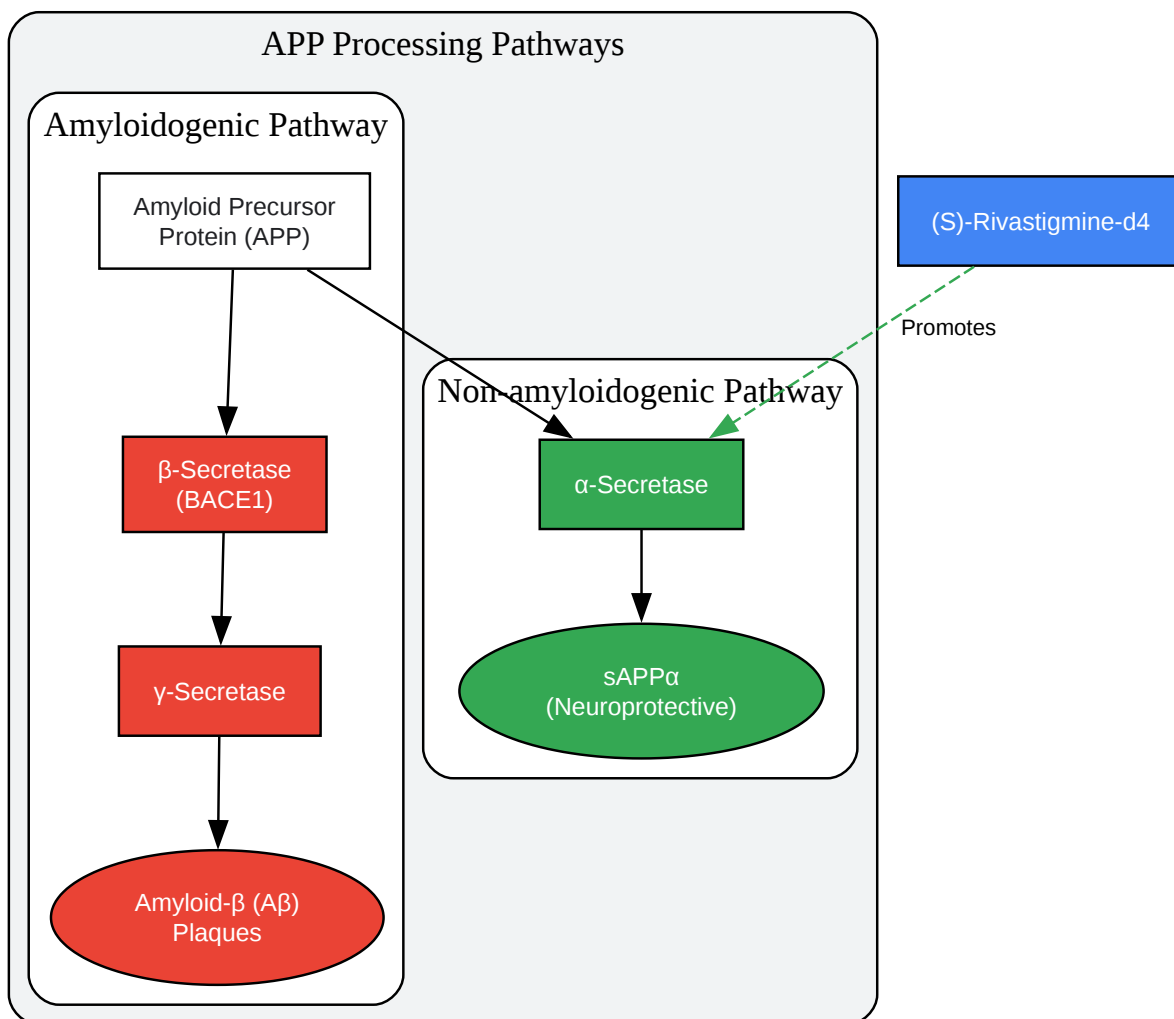 APP Processing Pathways
Amyloidogenic Pathway
Amyloid Precursor
Protein (APP)
(S)-Rivastigmine-d4
Promotes
Non-amyloidogenic Pathway
β-Secretase
(BACE1)
α-Secretase
γ-Secretase
sAPPα
(Neuroprotective)
Amyloid-β (Aβ)
Plaques